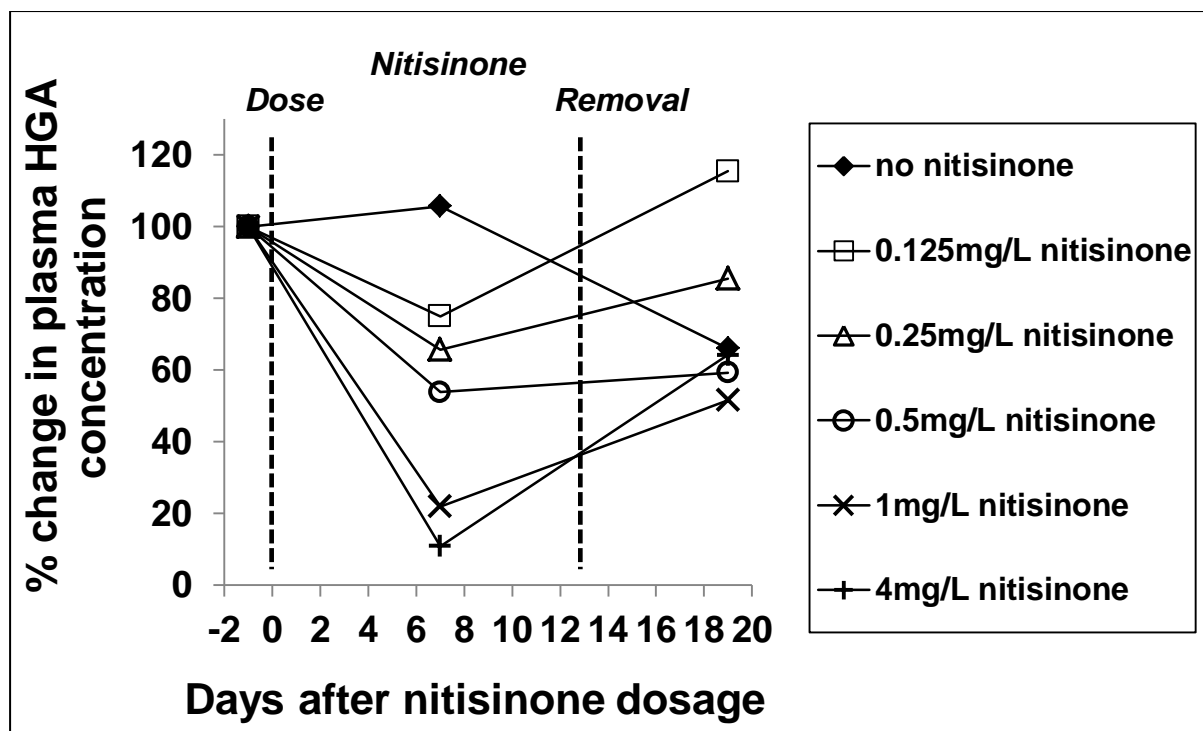 Nitisinone
Dose
Removal
% change in plasma HGA
concentration
120
100
80
60
40
20
0
-2 0 2 4 6 8 10 12 14 16 18 20
Days after nitisinone dosage
no nitisinone
0.125mg/L nitisinone
0.25mg/L nitisinone
0.5mg/L nitisinone
1mg/L nitisinone
4mg/L nitisinone